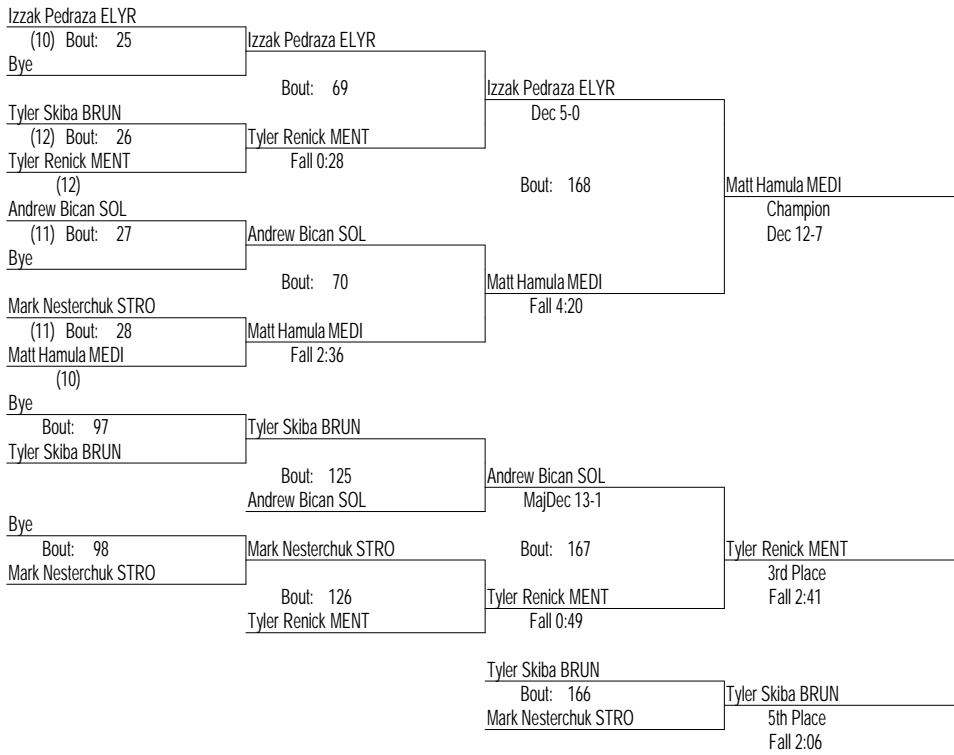 Izzak Pedraza ELYR
(10) Bout: 25
Izzak Pedraza ELYR
Bye
Bout: 69
Izzak Pedraza ELYR
Tyler Skiba BRUN
Dec 5-0
(12) Bout: 26
Tyler Renick MENT
Tyler Renick MENT
Fall 0:28
(12)
Bout: 168
Matt Hamula MEDI
Andrew Bican SOL
Champion
(11) Bout: 27
Andrew Bican SOL
Dec 12-7
Bye
Bout: 70
Matt Hamula MEDI
Mark Nesterchuk STRO
Fall 4:20
(11) Bout: 28
Matt Hamula MEDI
Matt Hamula MEDI
Fall 2:36
(10)
Bye
Bout: 97
Tyler Skiba BRUN
Tyler Skiba BRUN
Bout: 125
Andrew Bican SOL
Andrew Bican SOL
MajDec 13-1
Bye
Bout: 98
Mark Nesterchuk STRO
Bout: 167
Tyler Renick MENT
Mark Nesterchuk STRO
3rd Place
Bout: 126
Tyler Renick MENT
Fall 2:41
Tyler Renick MENT
Fall 0:49
Tyler Skiba BRUN
Bout: 166
Tyler Skiba BRUN
Mark Nesterchuk STRO
5th Place
Fall 2:06